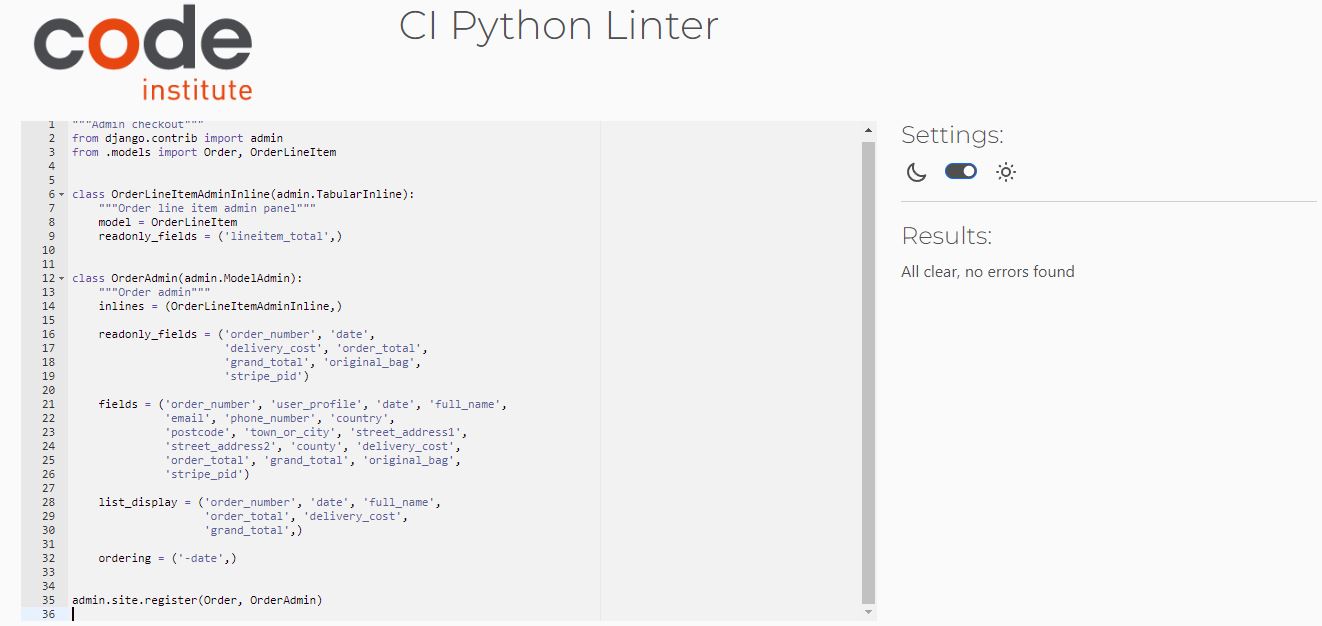 code
institute
CI Python Linter
1 """Admin checkout"""
2 from django.contrib import admin
3 from .models import Order, OrderLineItem
4
5
6 class OrderLineItemAdminInline(admin.TabularInline):
7     """Order line item admin panel"""
8     model = OrderLineItem
9     readonly_fields = ('lineitem_total',)
10
11
12 class OrderAdmin(admin.ModelAdmin):
13     """Order admin"""
14     inlines = (OrderLineItemAdminInline,)
15
16     readonly_fields = ('order_number', 'date',
17                        'delivery_cost', 'order_total',
18                        'grand_total', 'original_bag',
19                        'stripe_pid')
20
21     fields = ('order_number', 'user_profile', 'date', 'full_name',
22               'email', 'phone_number', 'country',
23               'postcode', 'town_or_city', 'street_address1',
24               'street_address2', 'county', 'delivery_cost',
25               'order_total', 'grand_total', 'original_bag',
26               'stripe_pid')
27
28     list_display = ('order_number', 'date', 'full_name',
29                     'order_total', 'delivery_cost',
30                     'grand_total',)
31
32     ordering = ('-date',)
33
34
35 admin.site.register(Order, OrderAdmin)
36
Settings:
Results:
All clear, no errors found